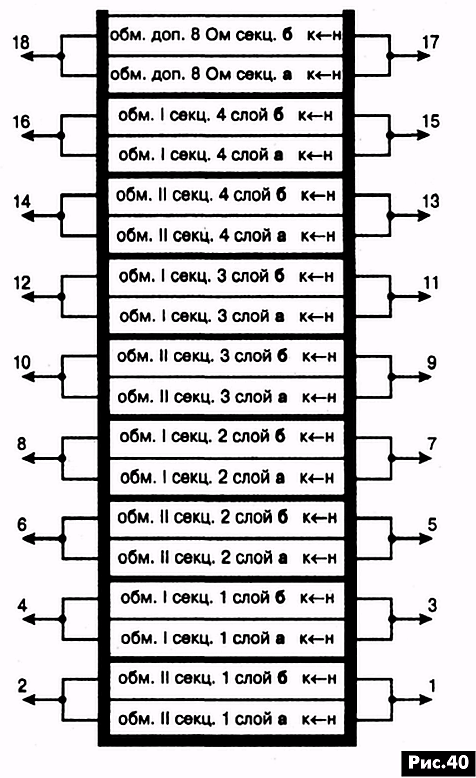 18 обм. доп. 8 Ом секц. б к←н 17
обм. доп. 8 Ом секц. а к←н
16 обм. I секц. 4 слой б к←н 15
обм. I секц. 4 слой а к←н
14 обм. II секц. 4 слой б к←н 13
обм. II секц. 4 слой а к←н
12 обм. I секц. 3 слой б к←н 11
обм. I секц. 3 слой а к←н
10 обм. II секц. 3 слой б к←н 9
обм. II секц. 3 слой а к←н
8 обм. I секц. 2 слой б к←н 7
обм. I секц. 2 слой а к←н
6 обм. II секц. 2 слой б к←н 5
обм. II секц. 2 слой а к←н
4 обм. I секц. 1 слой б к←н 3
обм. I секц. 1 слой а к←н
2 обм. II секц. 1 слой б к←н 1
обм. II секц. 1 слой а к←н
Рис.40